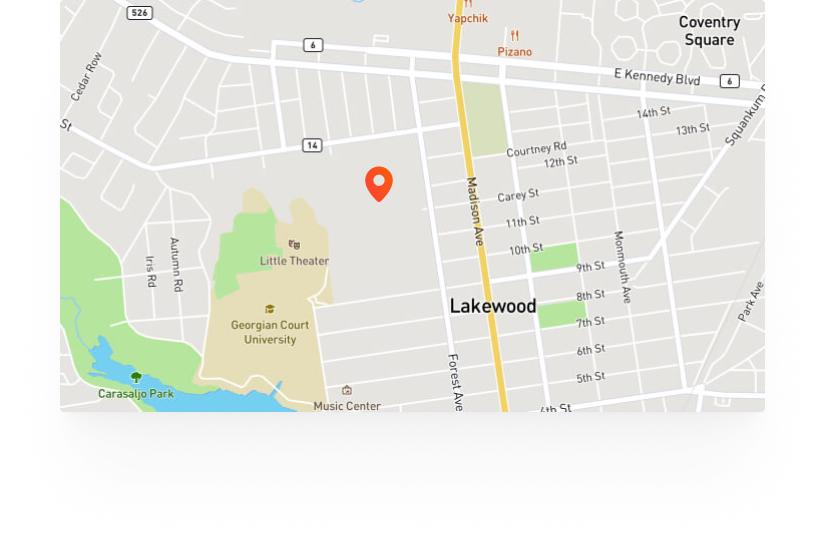 526
Yapchik
Coventry
Square
6
Pizano
Cedar Row
E Kennedy Blvd
6
St
14th St
13th St
Squankum R
14
Courtney Rd
12th St
Carey St
Madison Ave
11th St
10th St
Little Theater
Iris Rd
Autumn Rd
9th St
Monmouth Ave
8th St
Park Ave
Lakewood
Georgian Court
University
7th St
6th St
5th St
Forest Ave
Carasaljo Park
Music Center
4th St